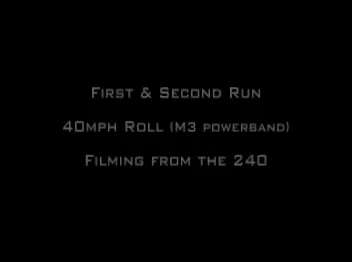 First & Second Run
40mph Roll (M3 powerband)
Filming from the 240